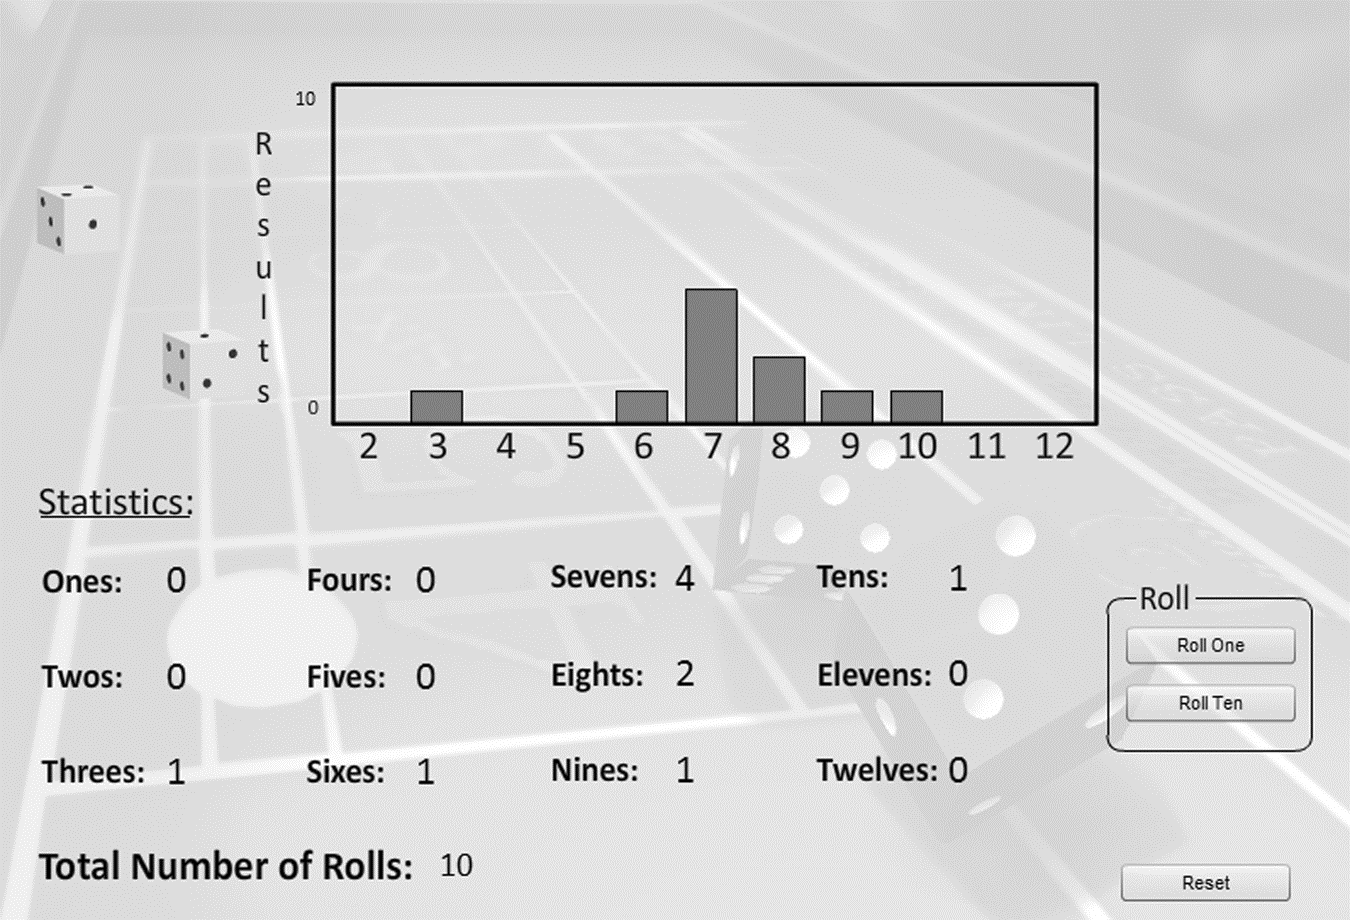 10
Results
0
2 3 4 5 6 7 8 9 10 11 12
Statistics:
Ones: 0 Fours: 0 Sevens: 4 Tens: 1
Twos: 0 Fives: 0 Eights: 2 Elevens: 0
Threes: 1 Sixes: 1 Nines: 1 Twelves: 0
Total Number of Rolls: 10
Roll
Roll One
Roll Ten
Reset